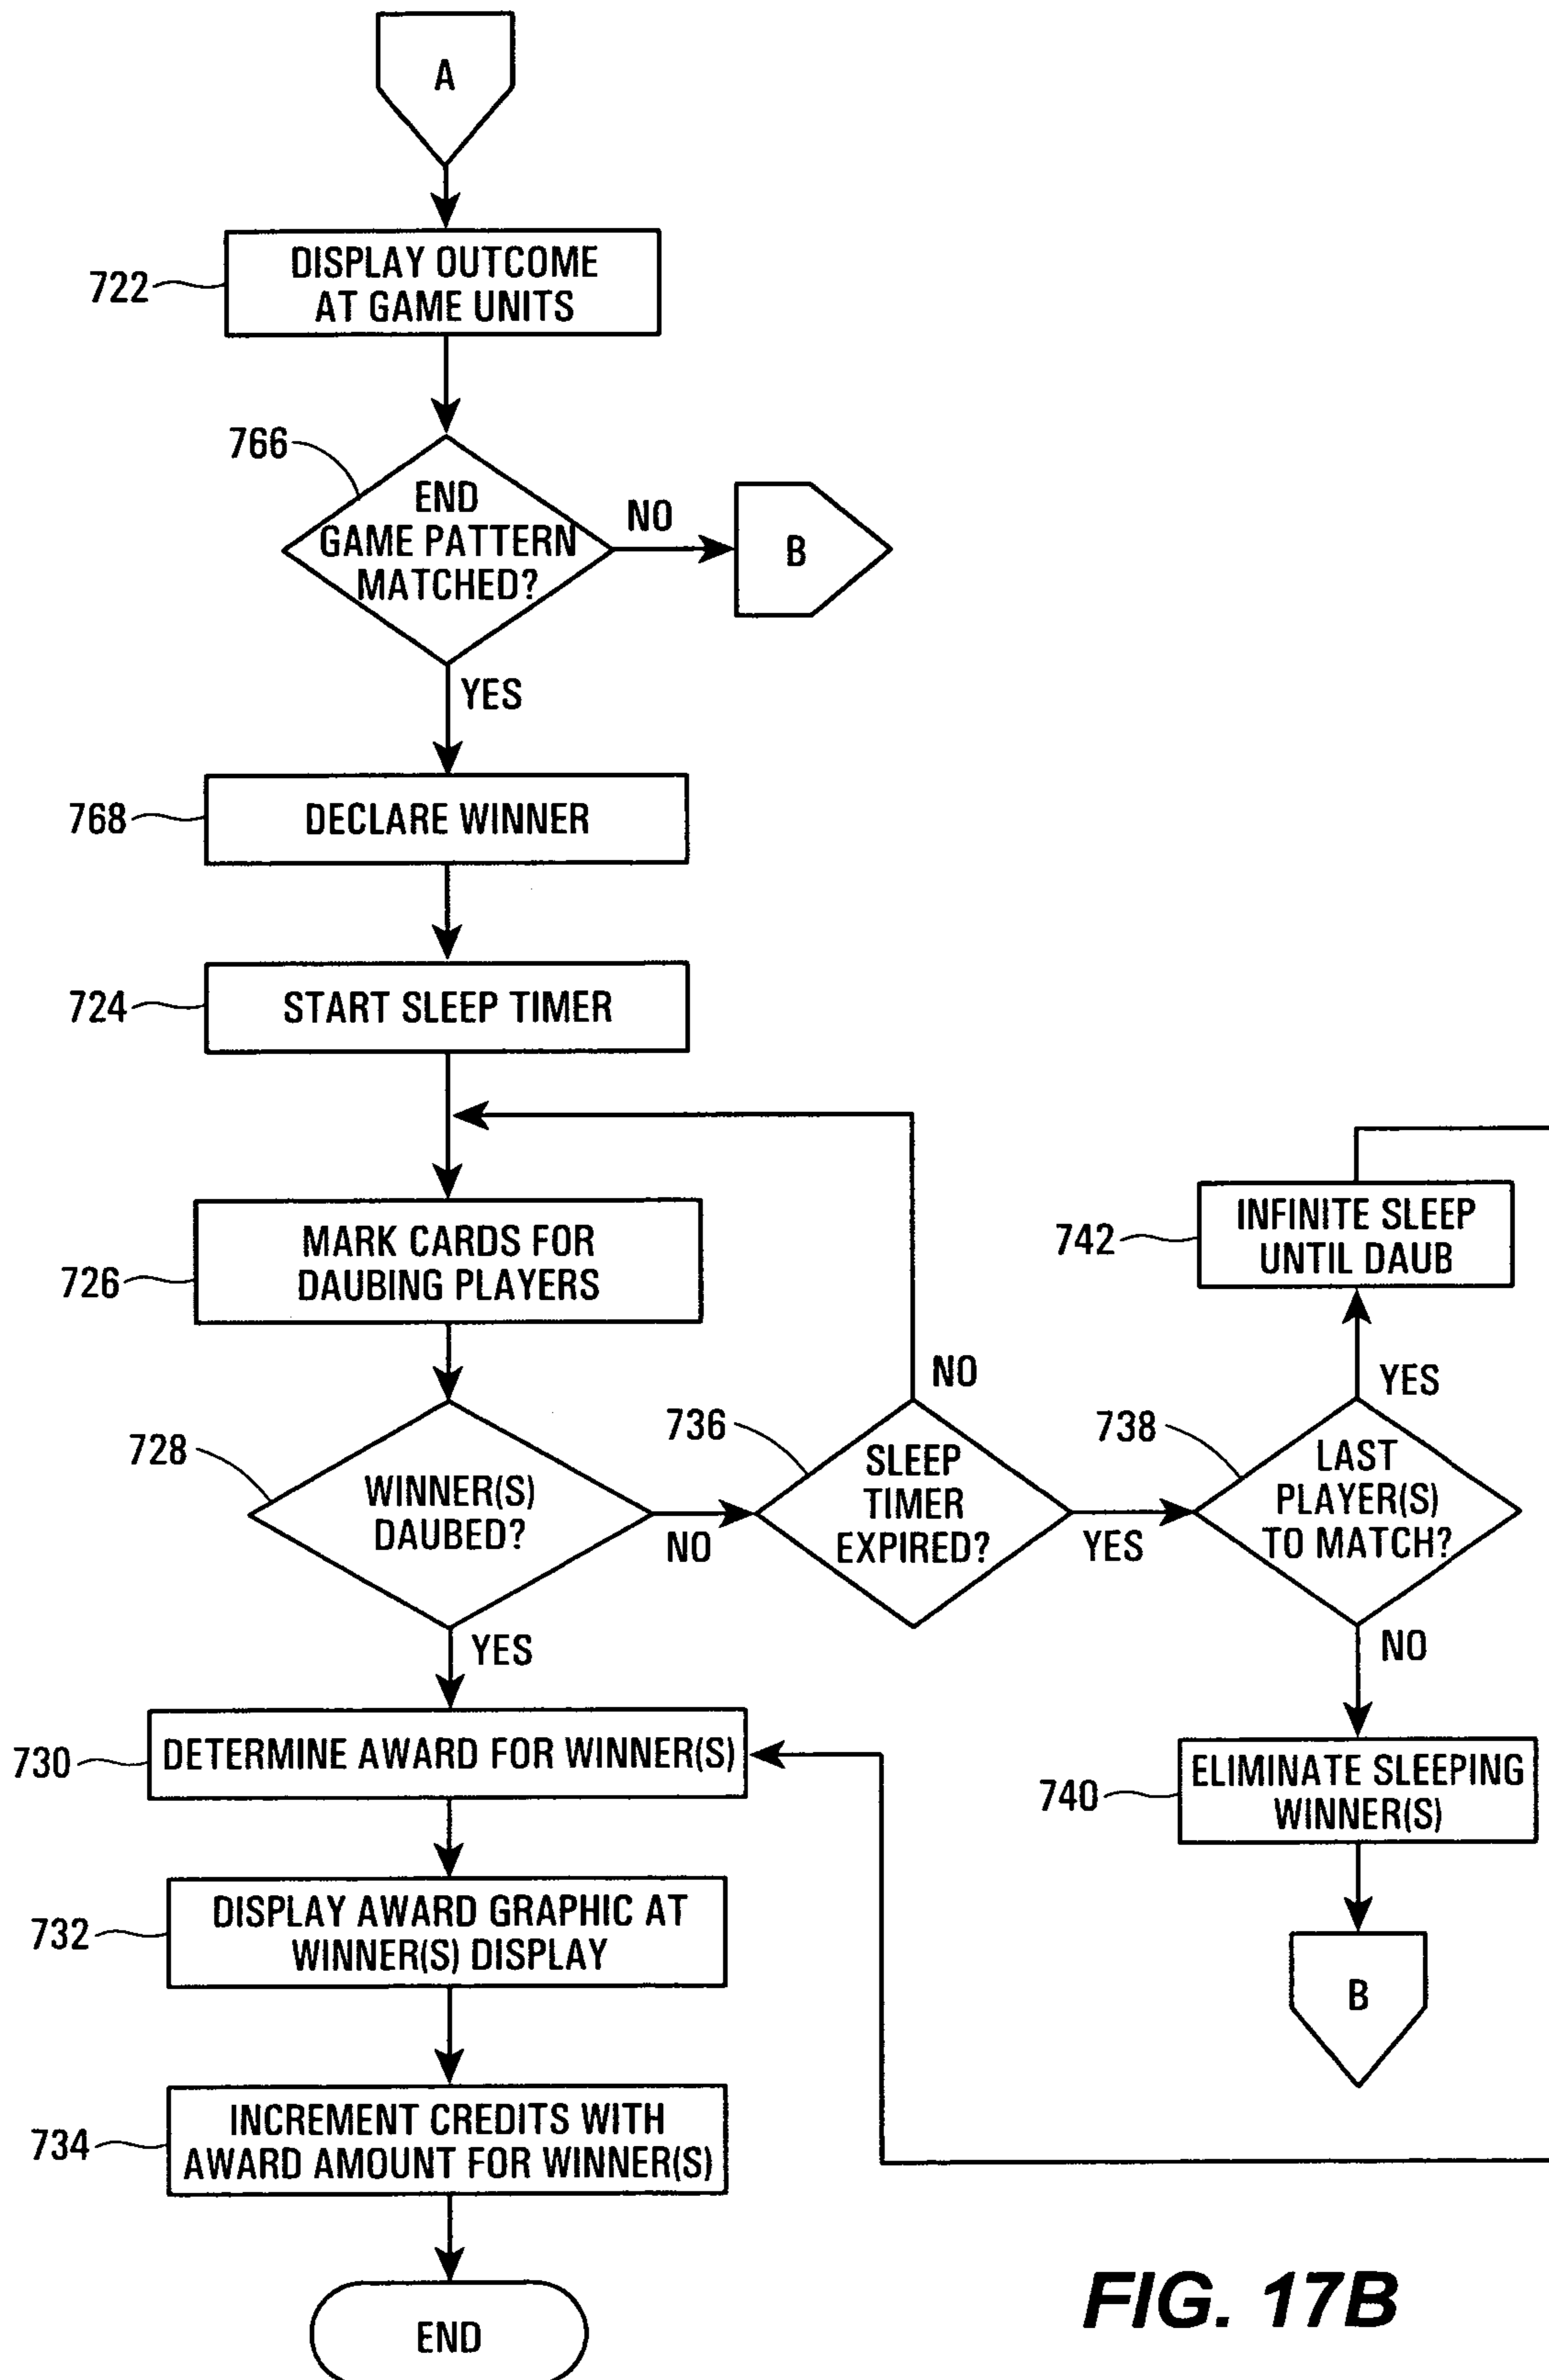 A
DISPLAY OUTCOME
AT GAME UNITS
722
766
END
GAME PATTERN
MATCHED?
NO
B
YES
768
DECLARE WINNER
724
START SLEEP TIMER
726
MARK CARDS FOR
DAUBING PLAYERS
728
WINNER(S)
DAUBED?
NO
YES
736
SLEEP
TIMER
EXPIRED?
NO
YES
738
LAST
PLAYER(S)
TO MATCH?
YES
742
INFINITE SLEEP
UNTIL DAUB
NO
740
ELIMINATE SLEEPING
WINNER(S)
B
730
DETERMINE AWARD FOR WINNER(S)
732
DISPLAY AWARD GRAPHIC AT
WINNER(S) DISPLAY
734
INCREMENT CREDITS WITH
AWARD AMOUNT FOR WINNER(S)
END
FIG. 17B